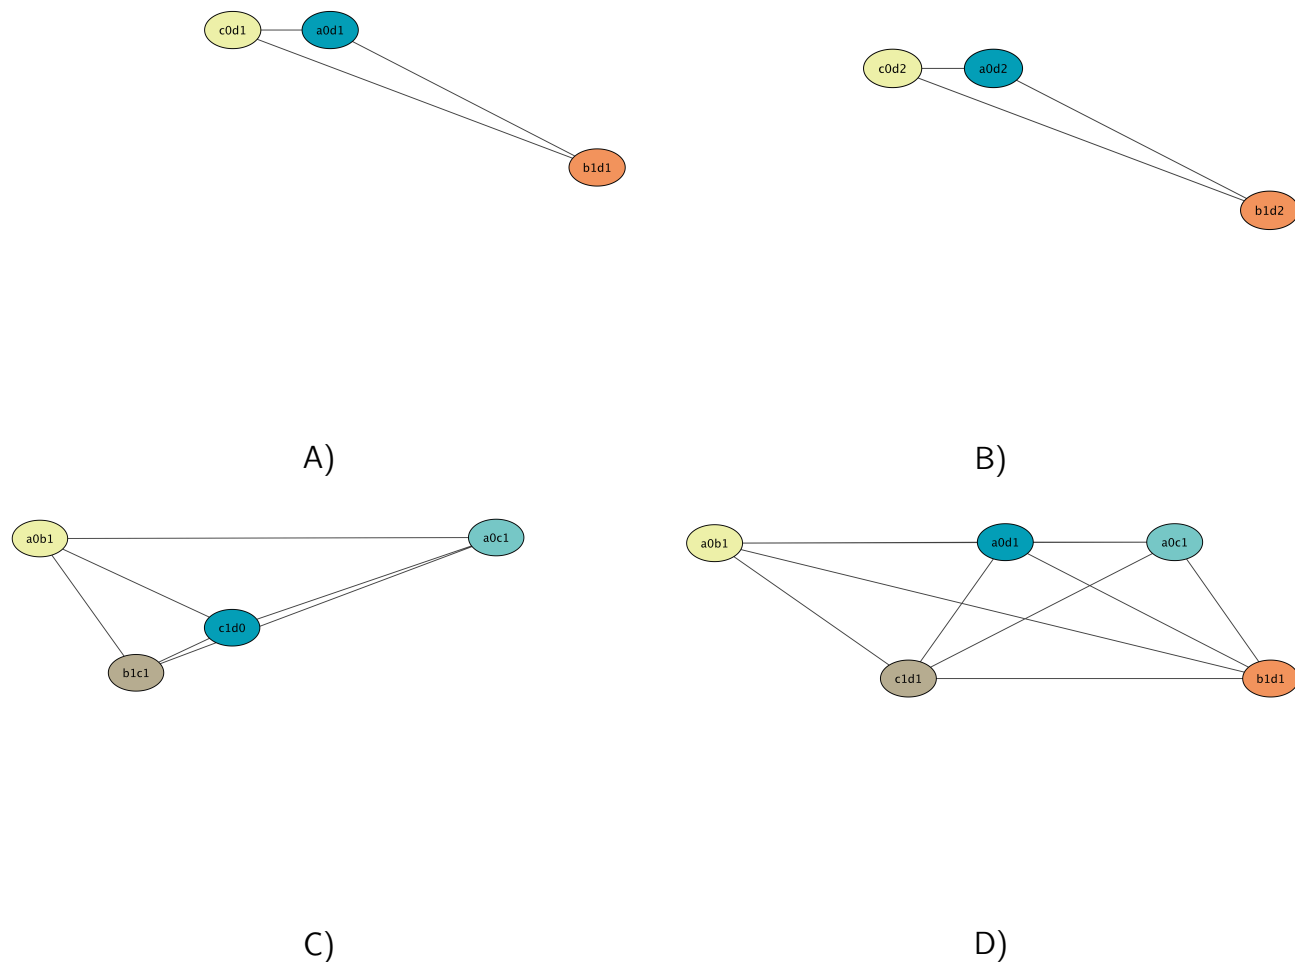 c0d1 a0d1
b1d1
A)
c0d2 a0d2
b1d2
B)
a0b1 a0c1
c1d0
b1c1
C)
a0b1 a0d1 a0c1
c1d1 b1d1
D)